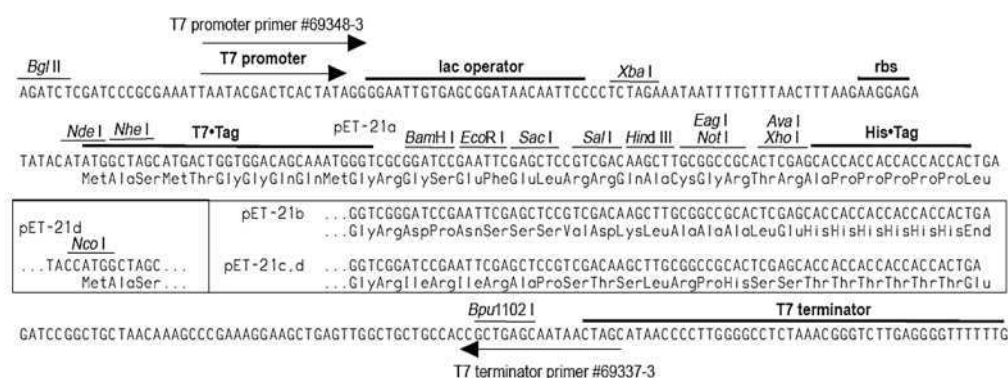 T7 promoter primer #69348-3
Bgl II T7 promoter lac operator Xba I rbs
AGATCTCGATCCCGCGAAATTAATACGACTCACTATAGGGGAATTGTGAGCGGATAACAATTCCCCTCTAGAAATAATTTTGTTTAACTTTAAGAAGGAGA
Nde I Nhe I T7•Tag pET-21a BamH I EcoR I Sac I Sal I Hind III Eag I Not I Ava I Xho I His•Tag
TATACATATGGCTAGCATGACTGGTGGACAGCAAATGGGTCGCGGATCCGAATTCGAGCTCCGTCGACAAGCTTGCGGCCGCACTCGAGCACCACCACCACCACCACTGA
MetAlaSerMetThrGlyGlyGlnGlnMetGlyArgGlySerGluPheGluLeuArgArgGlnAlaCysGlyArgThrArgAlaProProProProProLeu
pET-21d
Nco I
...TACCATGGCTAGC...
MetAlaSer...
pET-21b ...GGTCGGGATCCGAATTCGAGCTCCGTCGACAAGCTTGCGGCCGCACTCGAGCACCACCACCACCACCACTGA
GlyArgAspProAsnSerSerSerValAspLysLeuAlaAlaAlaLeuGluHisHisHisHisHisHisEnd
pET-21c,d ...GGTCGGATCCGAATTCGAGCTCCGTCGACAAGCTTGCGGCCGCACTCGAGCACCACCACCACCACCACTGA
GlyArgIleArgIleArgAlaProSerThrSerLeuArgProHisSerSerThrThrThrThrThrThrGlu
Bpu1102 I T7 terminator
GATCCGGCTGCTAACAAAGCCCGAAAGGAAGCTGAGTTGGCTGCTGCCACCGCTGAGCAATAACTAGCATAACCCCTTGGGGCCTCTAAACGGGTCTTGAGGGGTTTTTTG
T7 terminator primer #69337-3